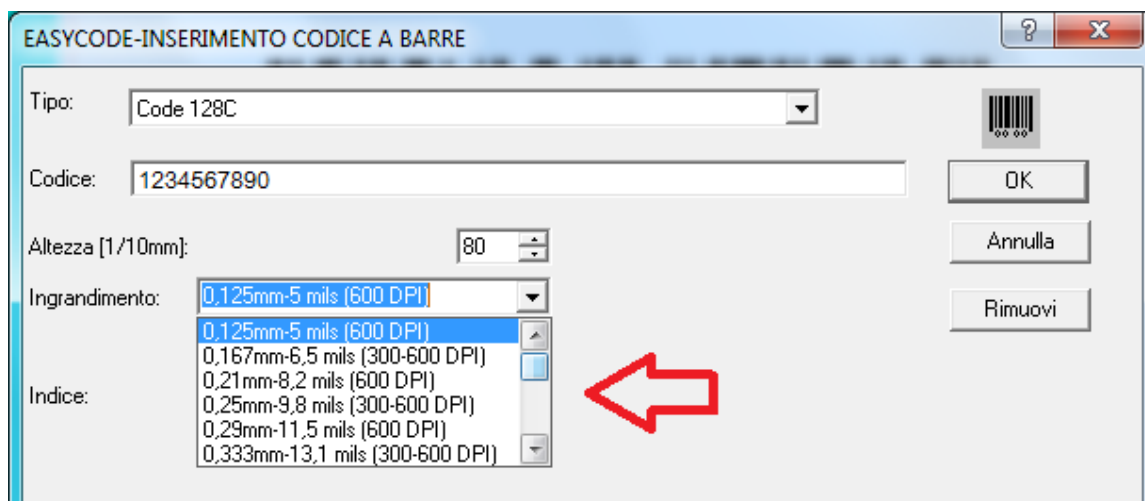 EASYCODE-INSERIMENTO CODICE A BARRE
Tipo:
Code 128C
Codice:
1234567890
OK
Altezza [1/10mm]:
80
Annulla
Ingrandimento:
0,125mm-5 mils (600 DPI)
Rimuovi
0,125mm-5 mils (600 DPI)
0,167mm-6,5 mils (300-600 DPI)
0,21mm-8,2 mils (600 DPI)
Indice:
0,25mm-9,8 mils (300-600 DPI)
0,29mm-11,5 mils (600 DPI)
0,333mm-13,1 mils (300-600 DPI)